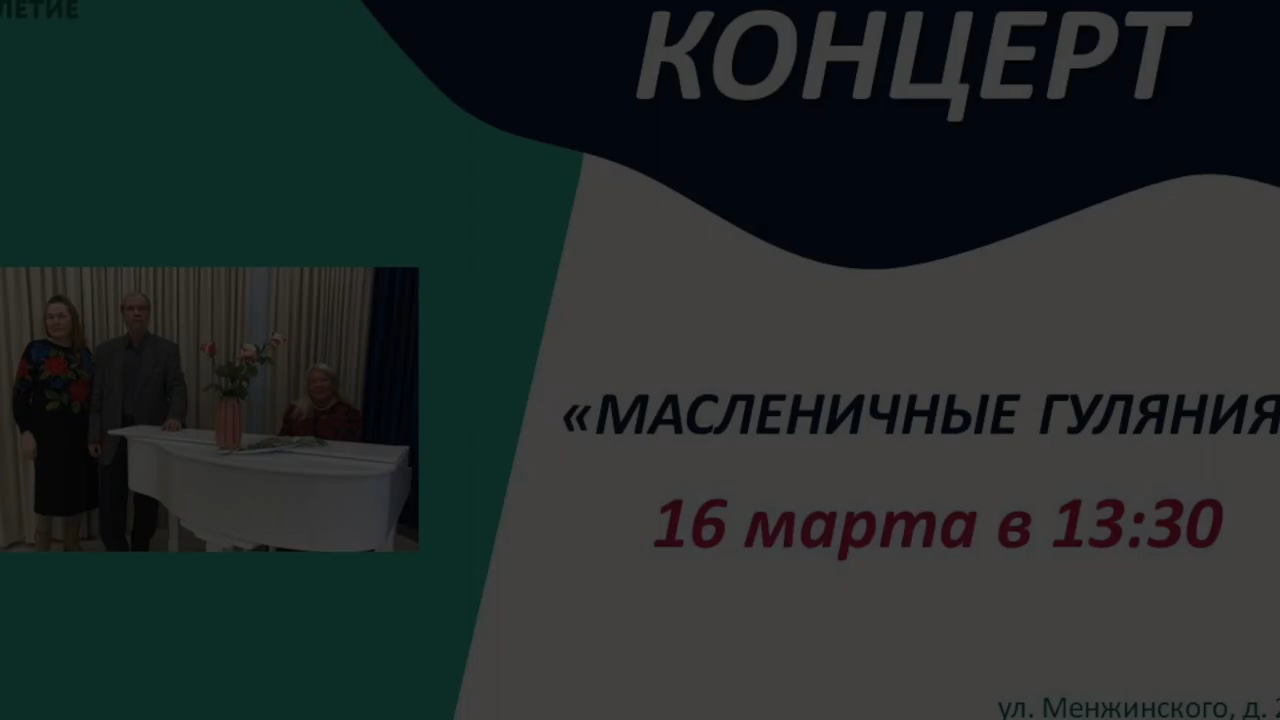 КОНЦЕРТ
«МАСЛЕНИЧНЫЕ ГУЛЯНИЯ
16 марта в 13:30
ул. Менжинского, д.